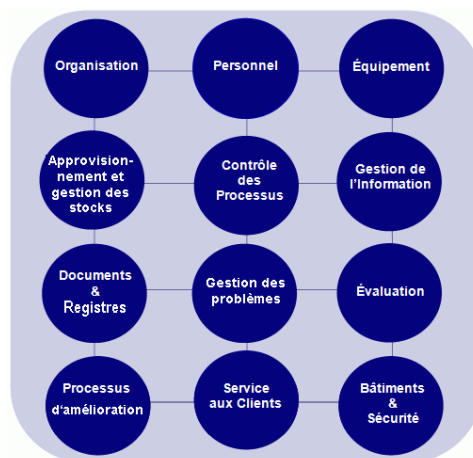 Organisation
Personnel
Équipement
Approvision-
nement et
gestion des
stocks
Contrôle
des
Processus
Gestion de
l'Information
Documents
&
Registres
Gestion des
problèmes
Évaluation
Processus
d'amélioration
Service
aux Clients
Bâtiments
&
Sécurité